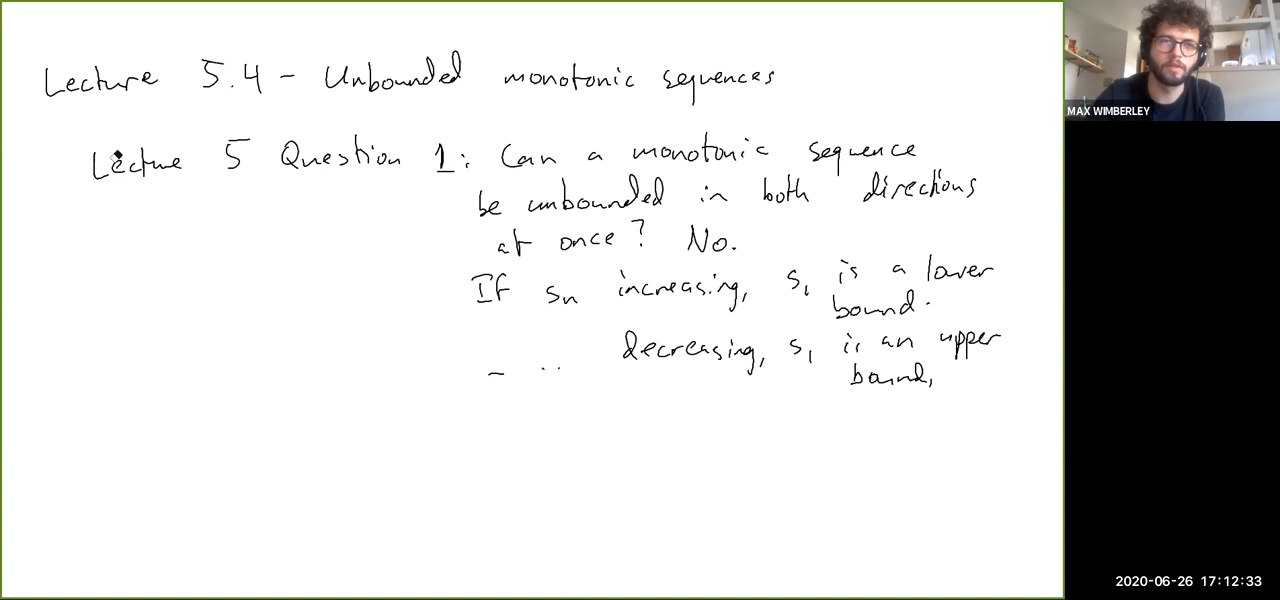 Lecture 5.4 - Unbounded monotonic sequences
Lecture 5 Question 1: Can a monotonic sequence
be unbounded in both directions
at once? No.
If sn increasing, s1 is a lower
bound.
decreasing, s1 is an upper
bound,
MAX WIMBERLEY
2020-06-26 17:12:33